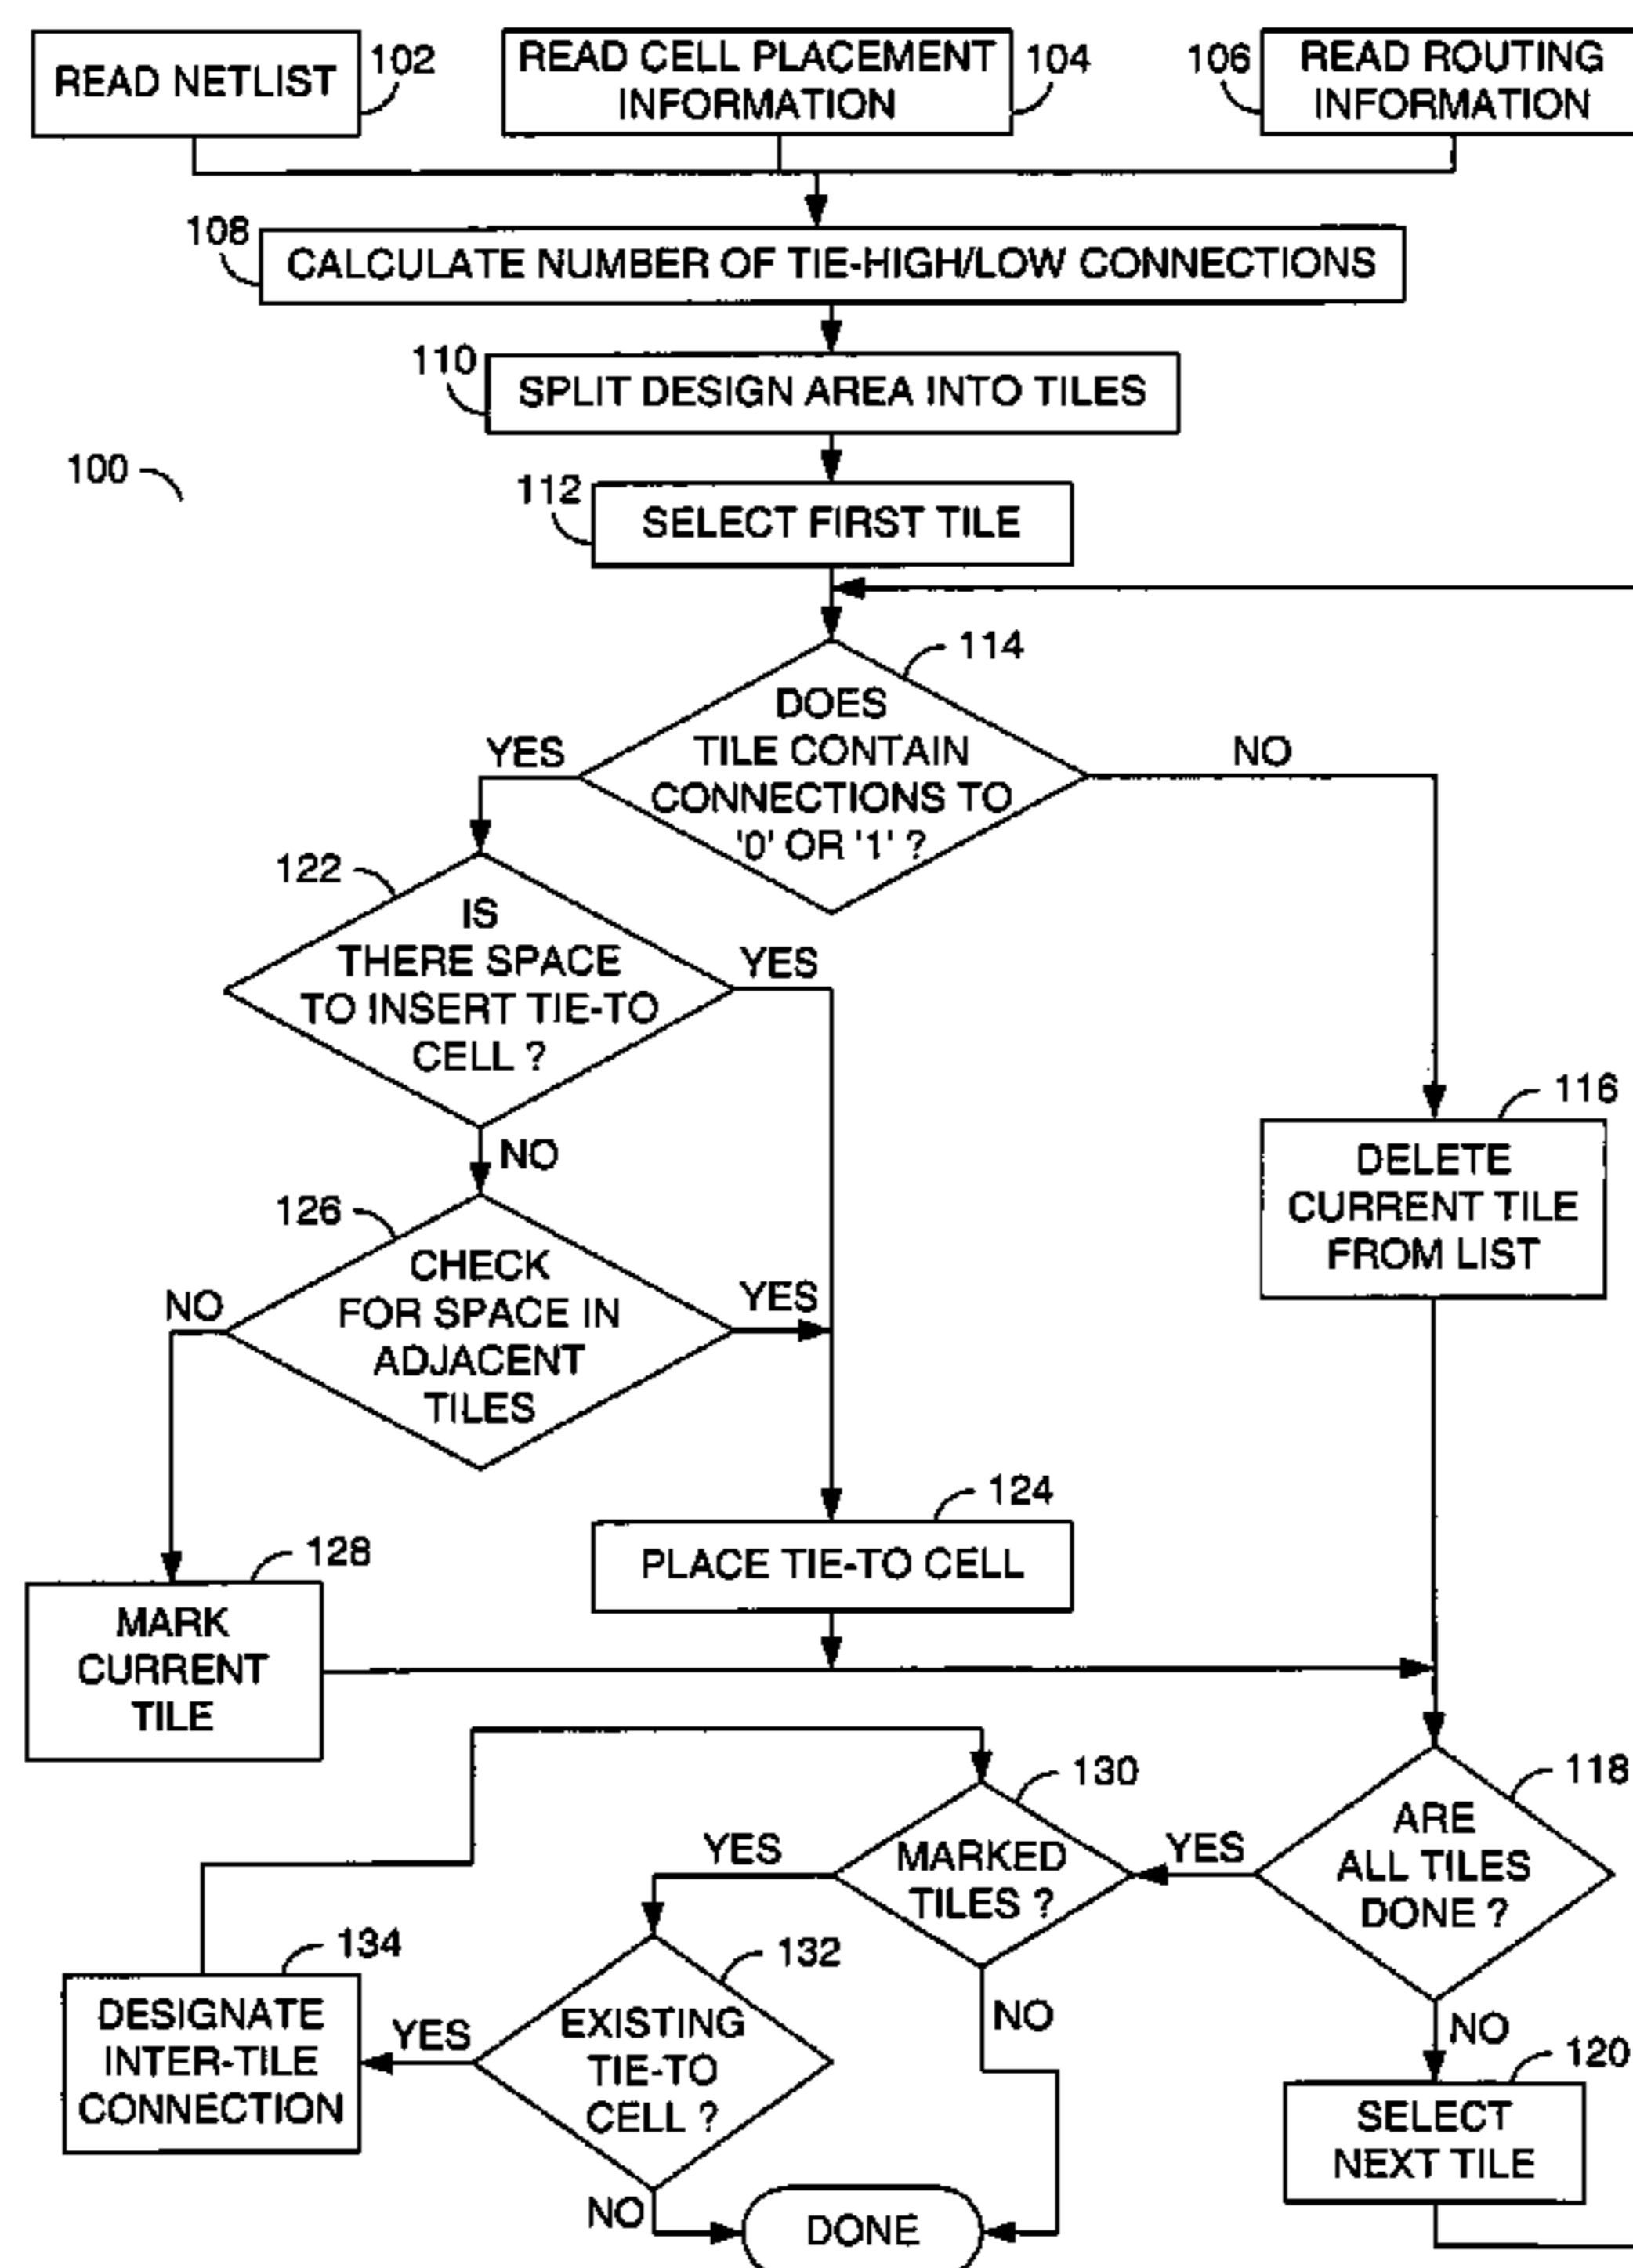 READ NETLIST
102
READ CELL PLACEMENT
INFORMATION
104
106
READ ROUTING
INFORMATION
108
CALCULATE NUMBER OF TIE-HIGH/LOW CONNECTIONS
110
SPLIT DESIGN AREA INTO TILES
100
112
SELECT FIRST TILE
114
DOES
TILE CONTAIN
CONNECTIONS TO
'0' OR '1' ?
YES
NO
122
IS
THERE SPACE
TO INSERT TIE-TO
CELL ?
YES
NO
116
DELETE
CURRENT TILE
FROM LIST
126
CHECK
FOR SPACE IN
ADJACENT
TILES
NO
YES
124
PLACE TIE-TO CELL
128
MARK
CURRENT
TILE
130
MARKED
TILES ?
YES
YES
NO
118
ARE
ALL TILES
DONE ?
NO
132
EXISTING
TIE-TO
CELL ?
YES
NO
134
DESIGNATE
INTER-TILE
CONNECTION
120
SELECT
NEXT TILE
DONE